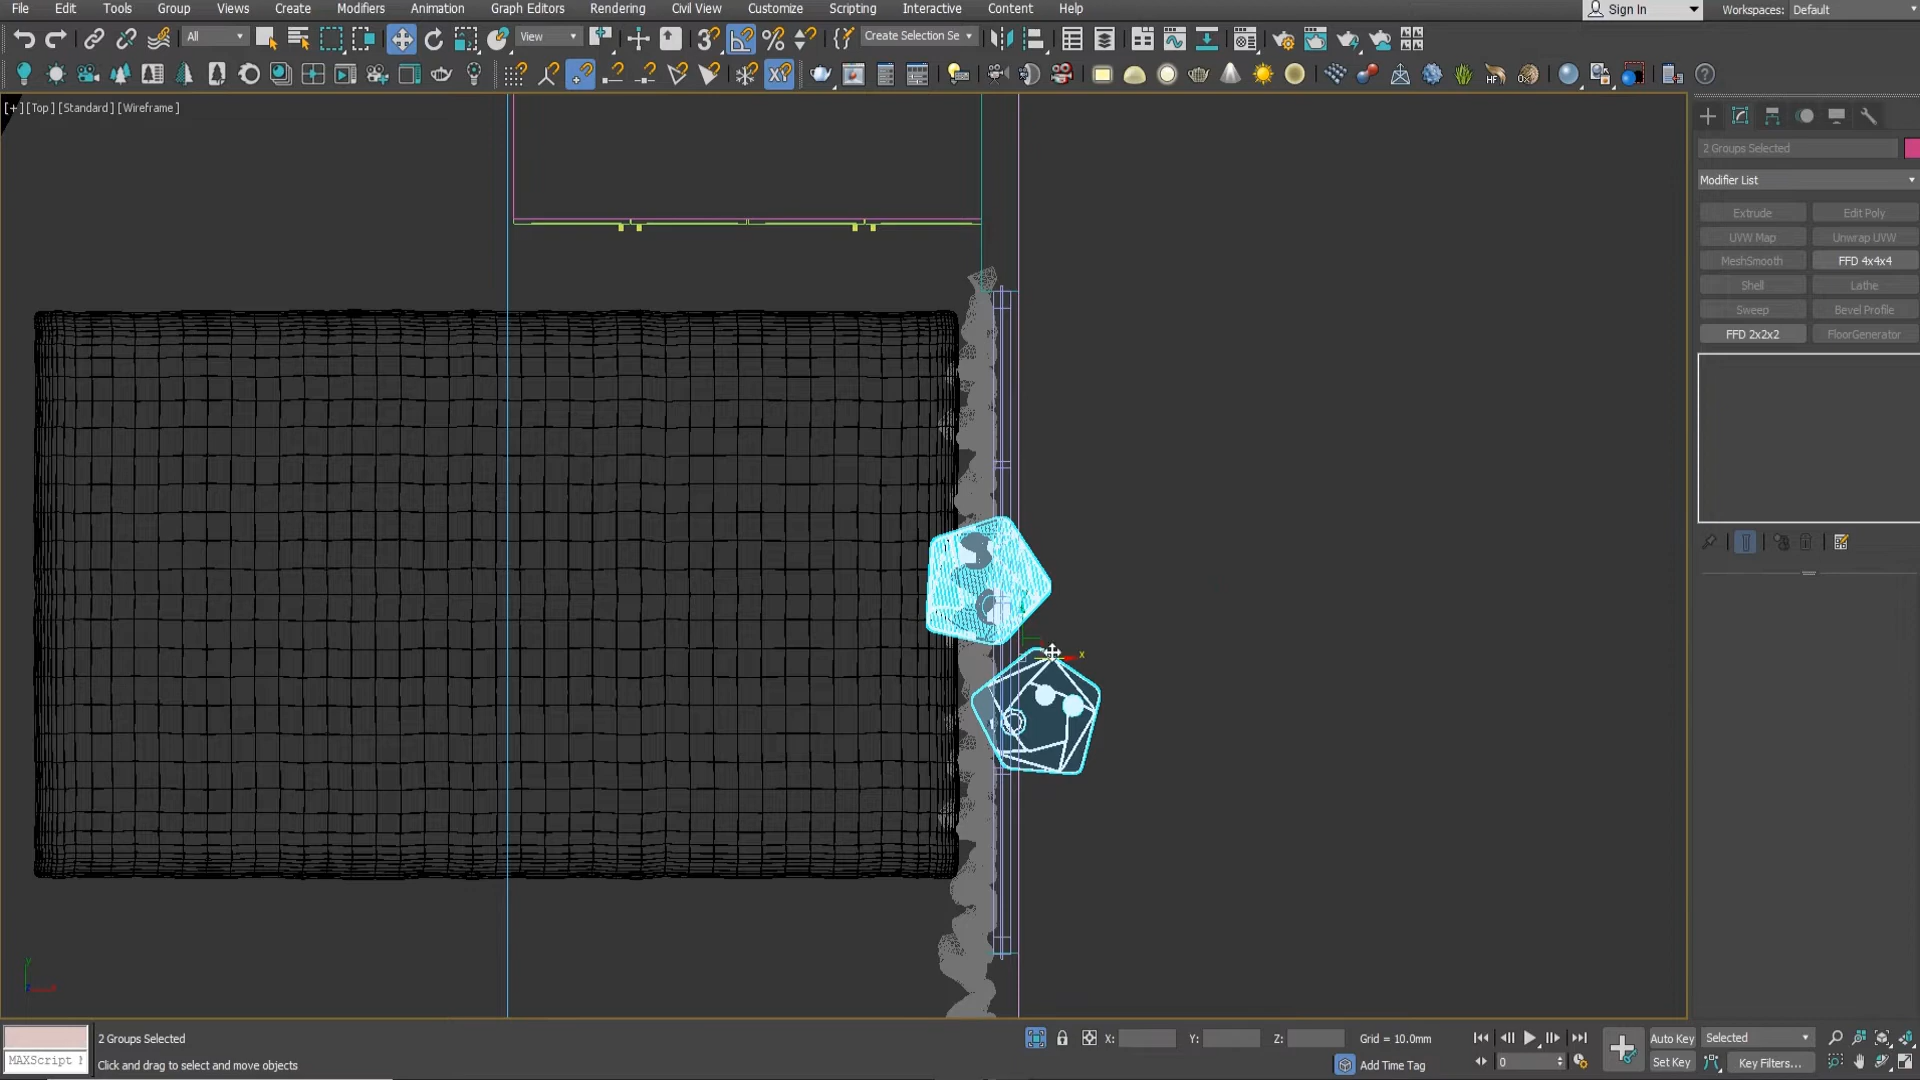 File Edit Tools Group Views Create Modifiers Animation Graph Editors Rendering Civil View Customize Scripting Interactive Content Help Sign In Workspaces: Default
All View Create Selection Se
[+] [Top] [Standard] [Wireframe]
2 Groups Selected
Modifier List
Extrude Edit Poly
UVW Map Unwrap UVW
MeshSmooth FFD 4x4x4
Shell Lathe
Sweep Bevel Profile
FFD 2x2x2 FloorGenerator
x
2 Groups Selected X: Y: Z: Grid = 10.0mm Auto Key Selected
MAXScript Click and drag to select and move objects Add Time Tag 0 Set Key Key Filters...